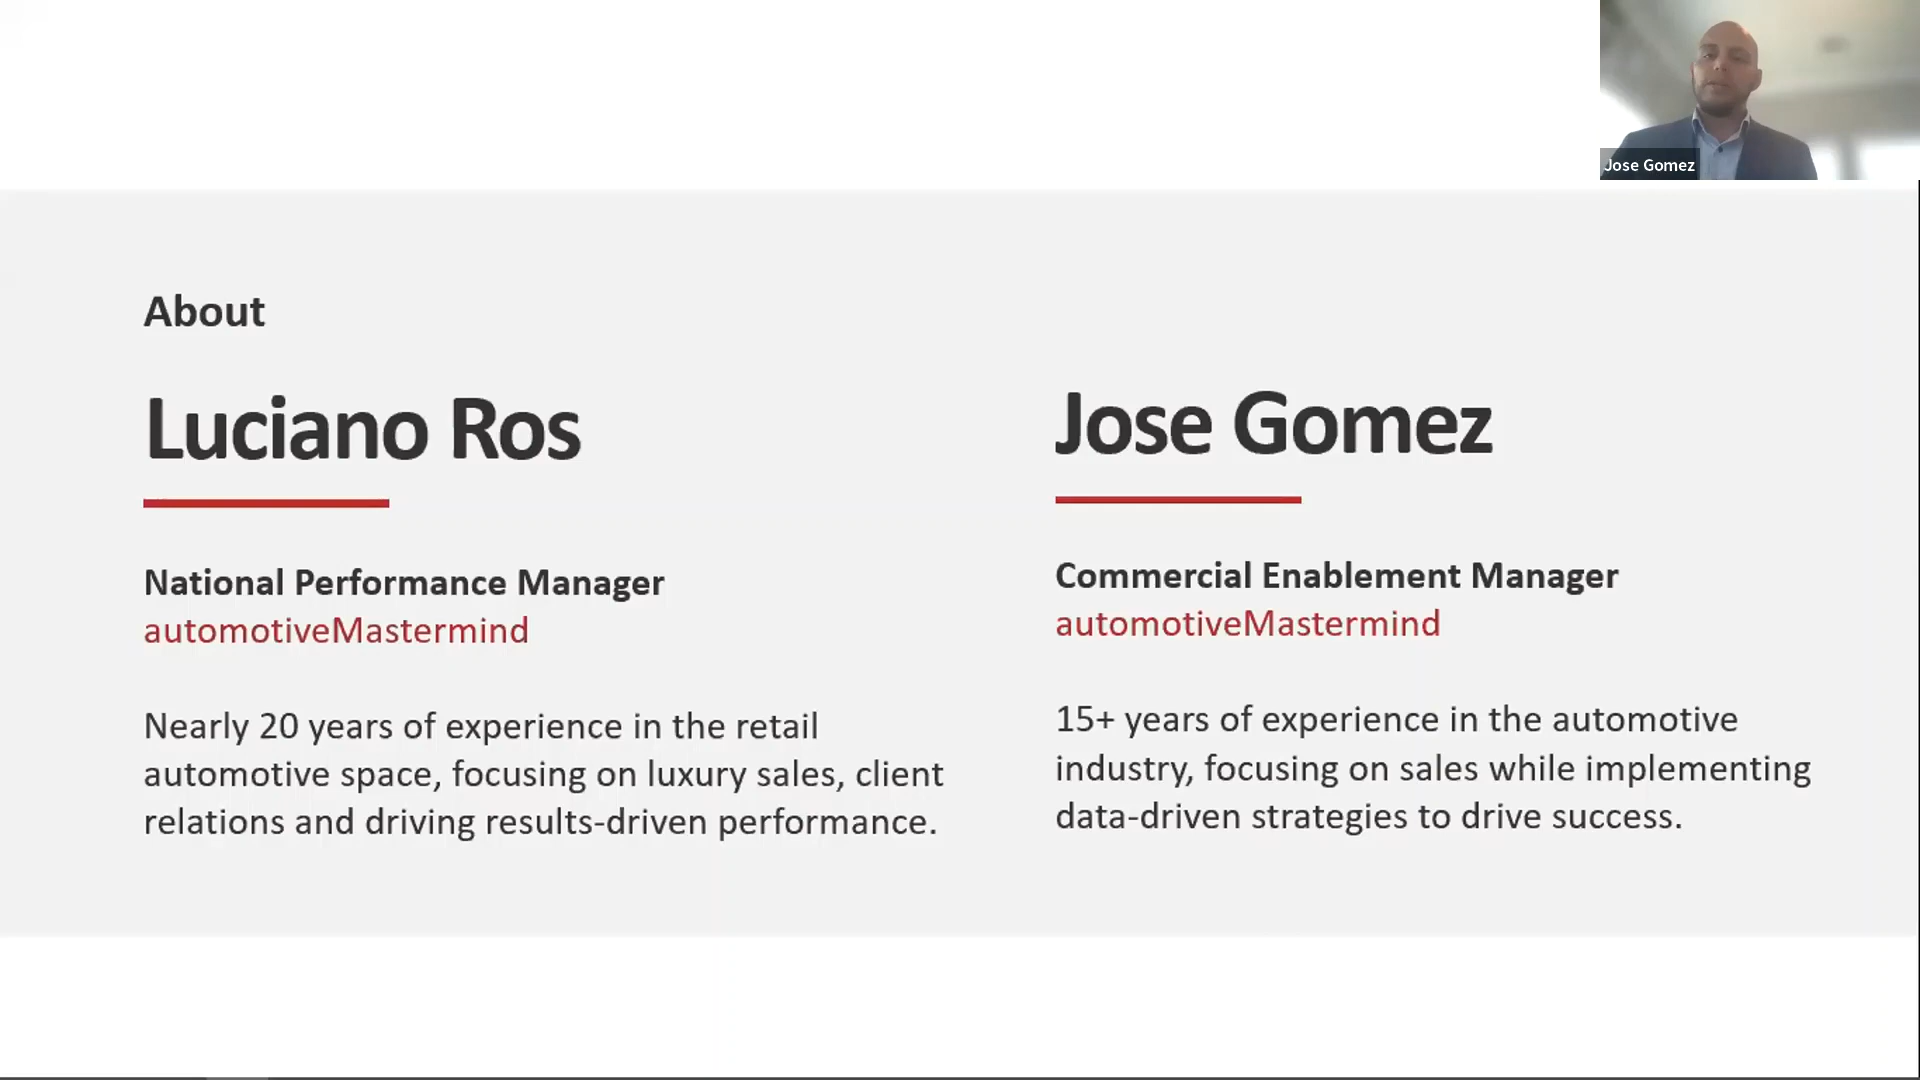 Jose Gomez
About
Luciano Ros
National Performance Manager
automotiveMastermind
Nearly 20 years of experience in the retail
automotive space, focusing on luxury sales, client
relations and driving results-driven performance.
Jose Gomez
Commercial Enablement Manager
automotiveMastermind
15+ years of experience in the automotive
industry, focusing on sales while implementing
data-driven strategies to drive success.